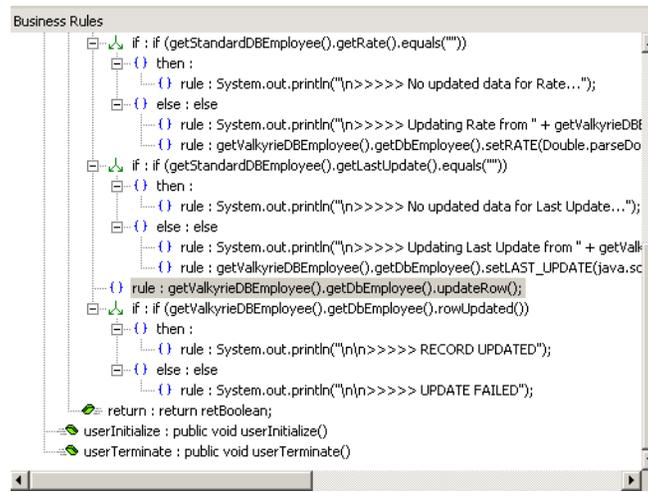 Business Rules
if : if (getStandardDBEmployee().getRate().equals(""))
then :
rule : System.out.println("\n>>>>> No updated data for Rate...");
else : else
rule : System.out.println("\n>>>>> Updating Rate from " + getValkyrieDBE
rule : getValkyrieDBEmployee().getDbEmployee().setRATE(Double.parseDo
if : if (getStandardDBEmployee().getLastUpdate().equals(""))
then :
rule : System.out.println("\n>>>>> No updated data for Last Update...");
else : else
rule : System.out.println("\n>>>>> Updating Last Update from " + getValk
rule : getValkyrieDBEmployee().getDbEmployee().setLAST_UPDATE(java.sc
rule : getValkyrieDBEmployee().getDbEmployee().updateRow();
if : if (getValkyrieDBEmployee().getDbEmployee().rowUpdated())
then :
rule : System.out.println("\n\n>>>>> RECORD UPDATED");
else : else
rule : System.out.println("\n\n>>>>> UPDATE FAILED");
return : return retBoolean;
userInitialize : public void userInitialize()
userTerminate : public void userTerminate()